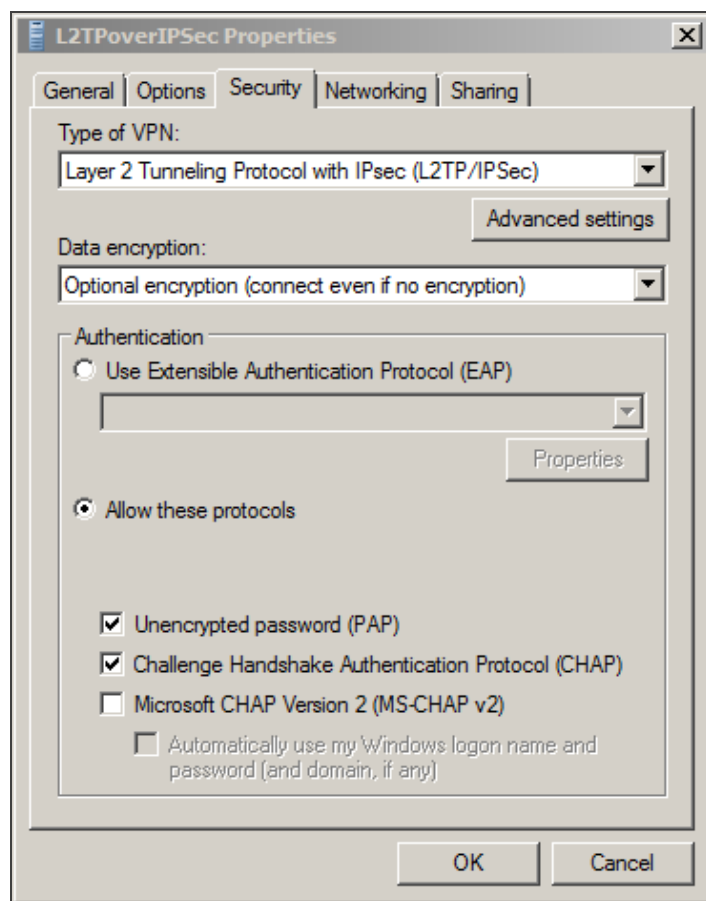 L2TPoverIPSec Properties
General Options Security Networking Sharing
Type of VPN:
Layer 2 Tunneling Protocol with IPsec (L2TP/IPSec)
Advanced settings
Data encryption:
Optional encryption (connect even if no encryption)
Authentication
Use Extensible Authentication Protocol (EAP)
Properties
Allow these protocols
Unencrypted password (PAP)
Challenge Handshake Authentication Protocol (CHAP)
Microsoft CHAP Version 2 (MS-CHAP v2)
Automatically use my Windows logon name and
password (and domain, if any)
OK Cancel